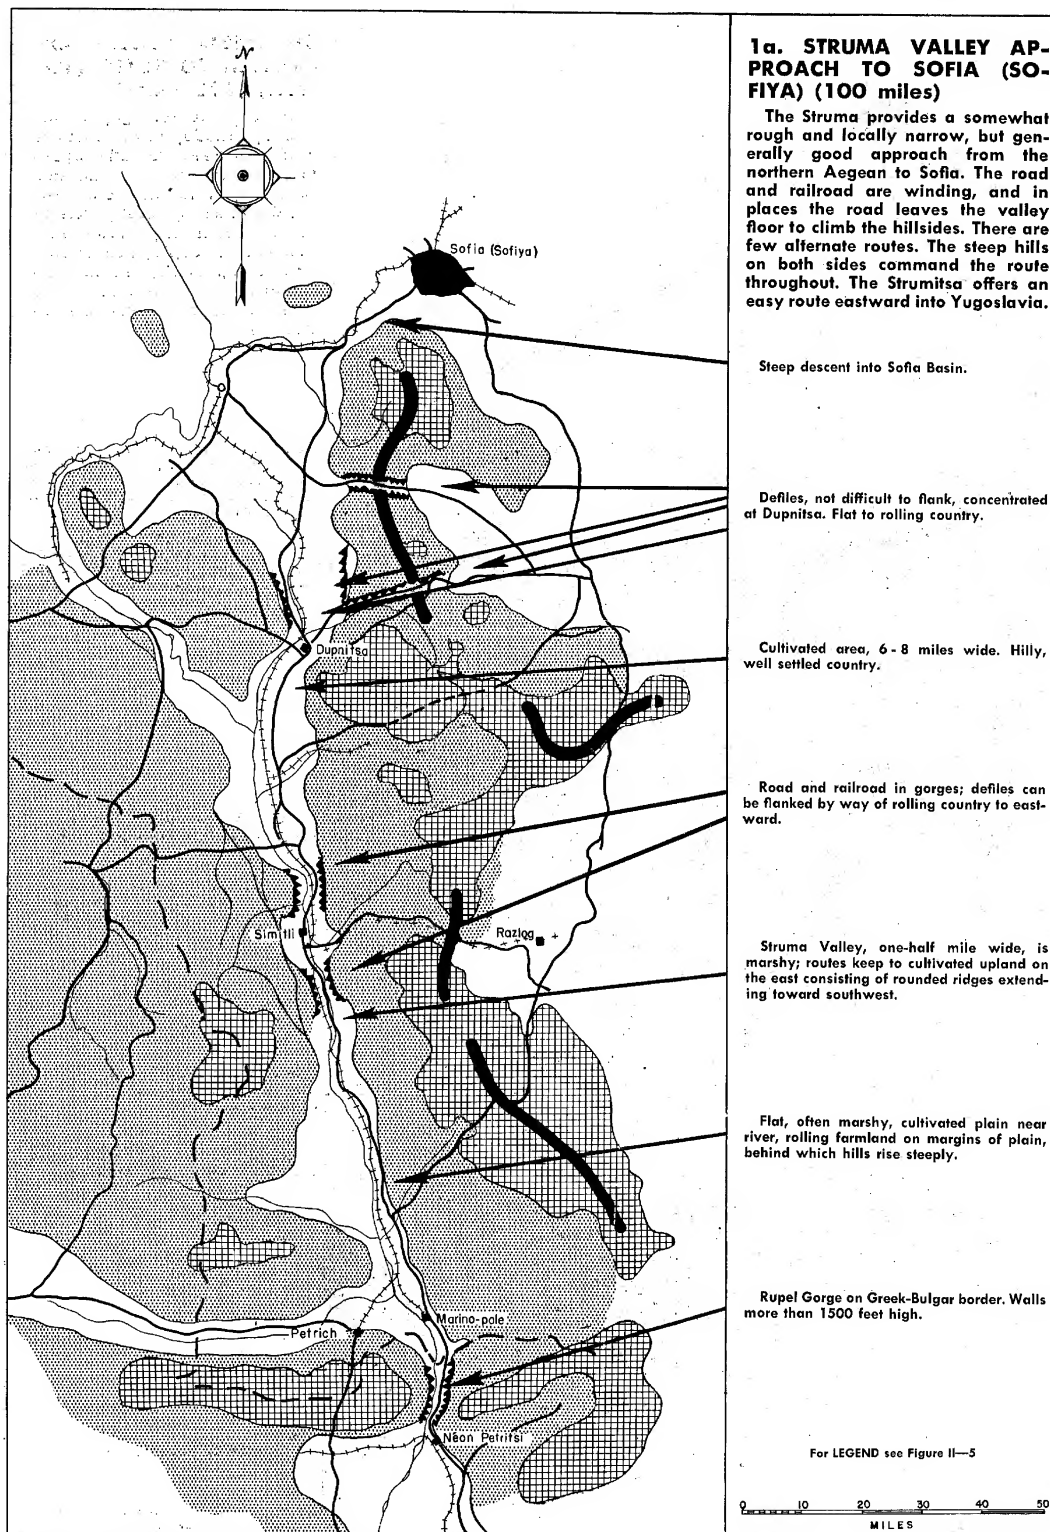 N
Sofia (Sofiya)
Dupnitsa
Simitli
Razlog
Marino-pole
Petrich
Neon Petritsi
1a. STRUMA VALLEY AP-
PROACH TO SOFIA (SO-
FIYA) (100 miles)
The Struma provides a somewhat
rough and locally narrow, but gen-
erally good approach from the
northern Aegean to Sofia. The road
and railroad are winding, and in
places the road leaves the valley
floor to climb the hillsides. There are
few alternate routes. The steep hills
on both sides command the route
throughout. The Strumitsa offers an
easy route eastward into Yugoslavia.
Steep descent into Sofia Basin.
Defiles, not difficult to flank, concentrated
at Dupnitsa. Flat to rolling country.
Cultivated area, 6 - 8 miles wide. Hilly,
well settled country.
Road and railroad in gorges; defiles can
be flanked by way of rolling country to east-
ward.
Struma Valley, one-half mile wide, is
marshy; routes keep to cultivated upland on
the east consisting of rounded ridges extend-
ing toward southwest.
Flat, often marshy, cultivated plain near
river, rolling farmland on margins of plain,
behind which hills rise steeply.
Rupel Gorge on Greek-Bulgar border. Walls
more than 1500 feet high.
For LEGEND see Figure II—5
0 10 20 30 40 50
MILES